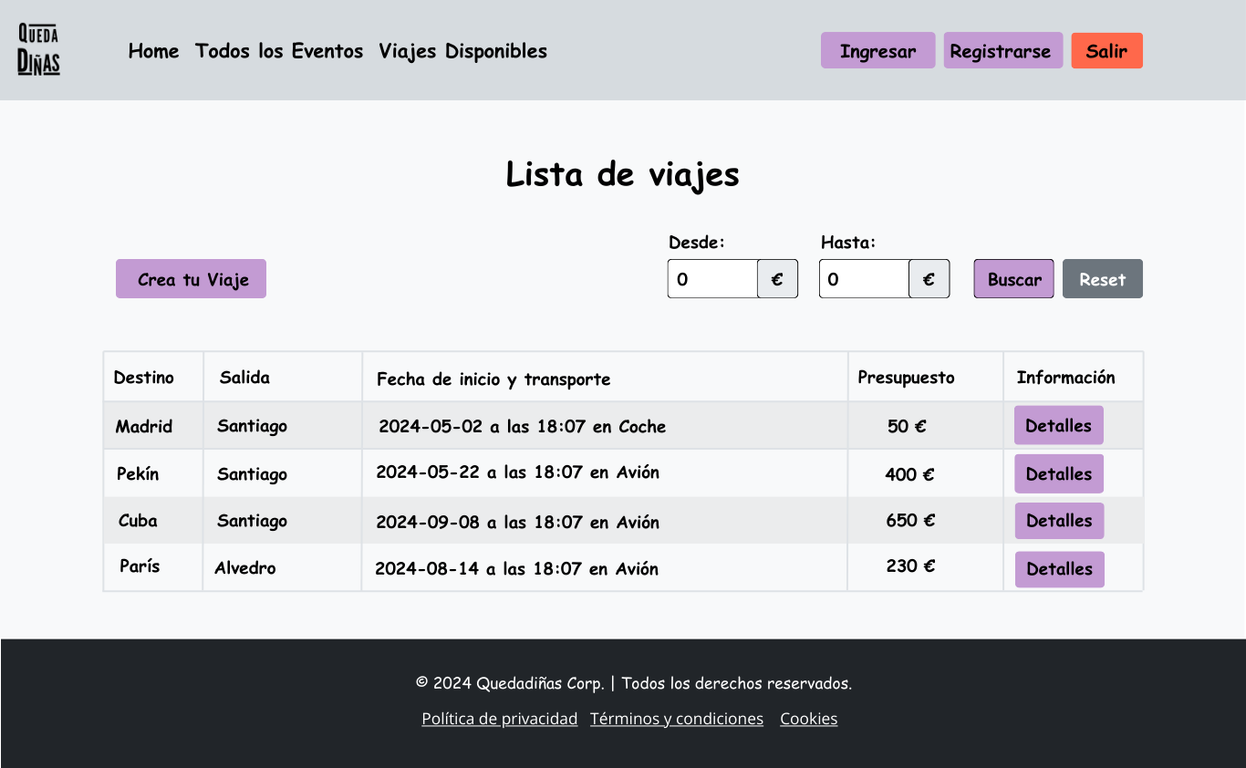 QUEDA
DIÑAS
Home Todos los Eventos Viajes Disponibles
Ingresar Registrarse Salir
Lista de viajes
Desde: Hasta:
Crea tu Viaje 0 € 0 € Buscar Reset
Destino Salida Fecha de inicio y transporte Presupuesto Información
Madrid Santiago 2024-05-02 a las 18:07 en Coche 50 € Detalles
Pekín Santiago 2024-05-22 a las 18:07 en Avión 400 € Detalles
Cuba Santiago 2024-09-08 a las 18:07 en Avión 650 € Detalles
París Alvedro 2024-08-14 a las 18:07 en Avión 230 € Detalles
© 2024 Quedadiñas Corp. | Todos los derechos reservados.
Política de privacidad Términos y condiciones Cookies